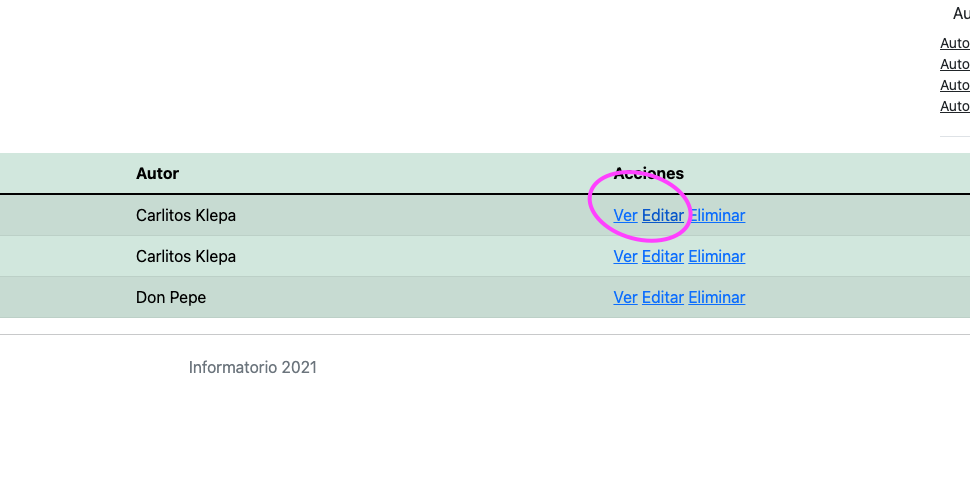 Au
Auto
Auto
Auto
Auto
Autor Acciones
Carlitos Klepa Ver Editar Eliminar
Carlitos Klepa Ver Editar Eliminar
Don Pepe Ver Editar Eliminar
Informatorio 2021